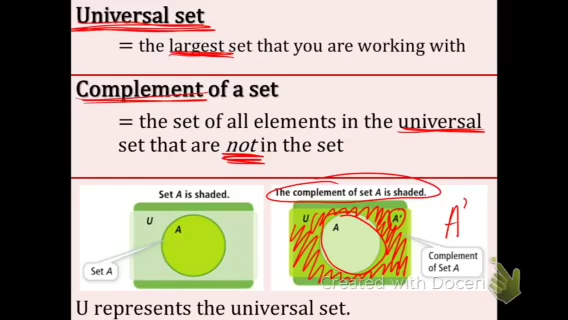 Universal set
= the largest set that you are working with
Complement of a set
= the set of all elements in the universal
set that are not in the set
Set A is shaded.
U
A
Set A
The complement of set A is shaded.
U
A
A'
A'
Complement
of Set A
Created with Doceri
U represents the universal set.